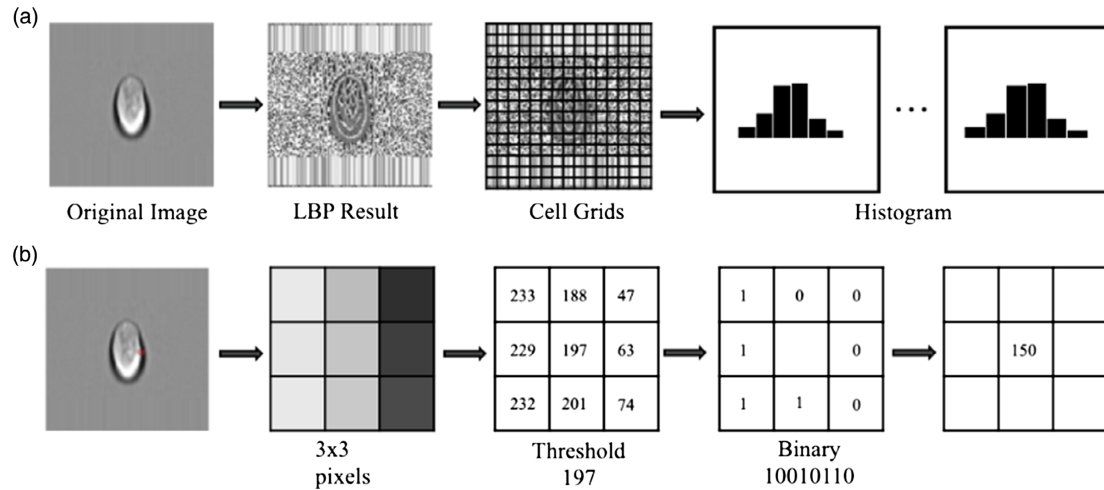 (a)
Original Image
LBP Result
Cell Grids
...
Histogram
(b)
233 188 47
229 197 63
232 201 74
1 0 0
1 0
1 1 0
150
3x3
pixels
Threshold
197
Binary
10010110